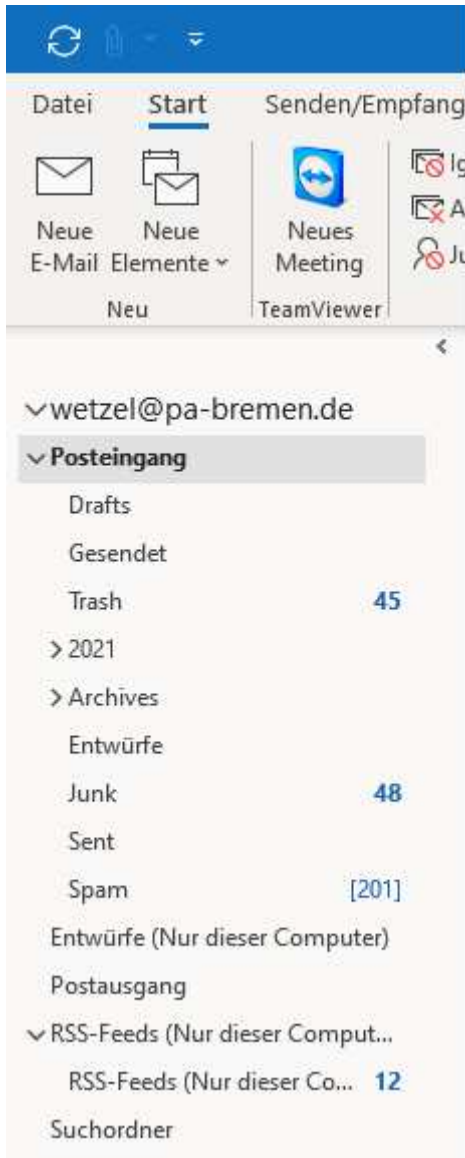 Datei Start Senden/Empfang
Neue E-Mail
Neue Elemente
Neues Meeting
Neu
TeamViewer
wetzel@pa-bremen.de
Posteingang
Drafts
Gesendet
Trash 45
2021
Archives
Entwürfe
Junk 48
Sent
Spam [201]
Entwürfe (Nur dieser Computer)
Postausgang
RSS-Feeds (Nur dieser Comput...
RSS-Feeds (Nur dieser Co... 12
Suchordner